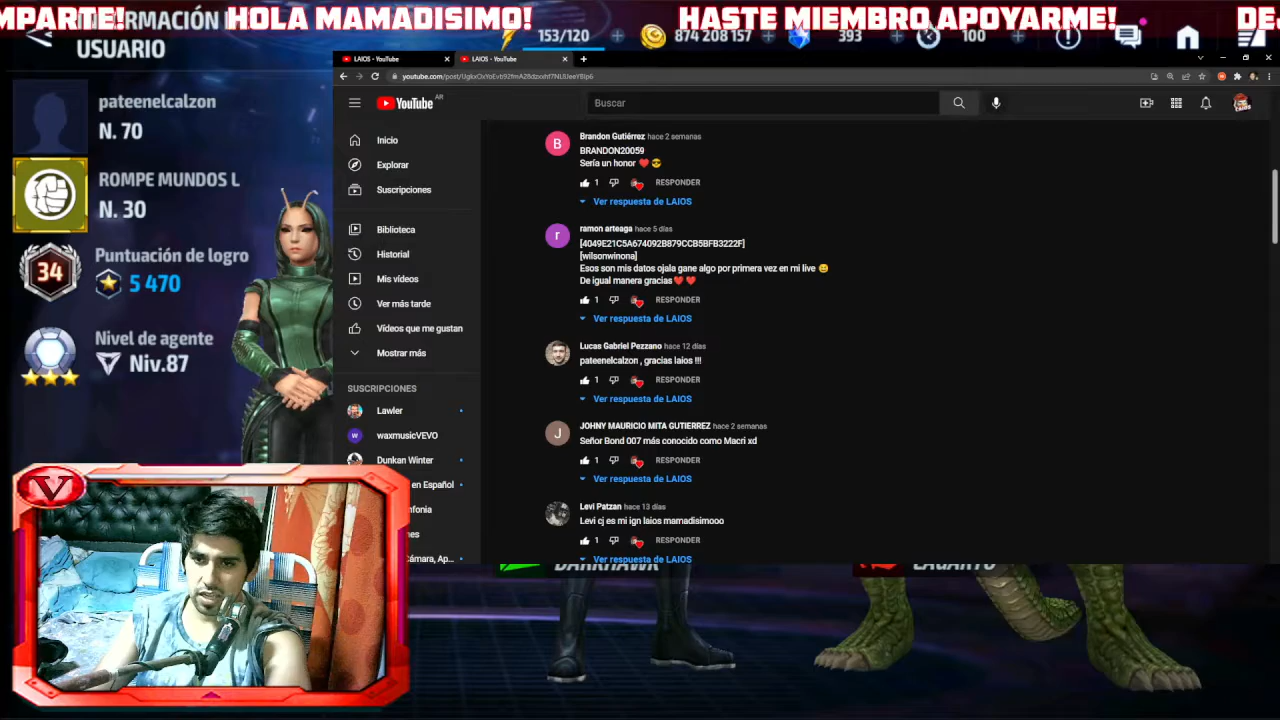 MPARTE! HOLA MAMADISIMO! HASTE MIEMBRO APOYARME! DE
USUARIO
153/120 874 208 157 393 100
pateenelcalzon
N. 70
ROMPE MUNDOS L
N. 30
34
Puntuación de logro
5 470
Nivel de agente
Niv.87
LAIOS - YouTube
LAIOS - YouTube
YouTube AR
Buscar
Inicio
Explorar
Suscripciones
Biblioteca
Historial
Mis vídeos
Ver más tarde
Vídeos que me gustan
Mostrar más
SUSCRIPCIONES
Lawler
waxmusicVEVO
Dunkan Winter
en Español
nfonía
nes
Cámara, Ap...
Brandon Gutiérrez hace 2 semanas
BRANDON20059
Sería un honor ❤️ 😎
1 RESPONDER
Ver respuesta de LAIOS
ramon arteaga hace 5 días
[4049E21C5A674092B879CCB5BFB3222F]
[wilsonwinona]
Esos son mis datos ojala gane algo por primera vez en mi live 😀
De igual manera gracias❤️ ❤️
1 RESPONDER
Ver respuesta de LAIOS
Lucas Gabriel Pezzano hace 12 días
pateenelcalzon , gracias laios !!!
1 RESPONDER
Ver respuesta de LAIOS
JOHNY MAURICIO MITA GUTIERREZ hace 2 semanas
Señor Bond 007 más conocido como Macri xd
1 RESPONDER
Ver respuesta de LAIOS
Levi Patzan hace 13 días
Levi cj es mi ign laios mamadisimooo
1 RESPONDER
Ver respuesta de LAIOS
DARKHAWK
LAGARTO
V